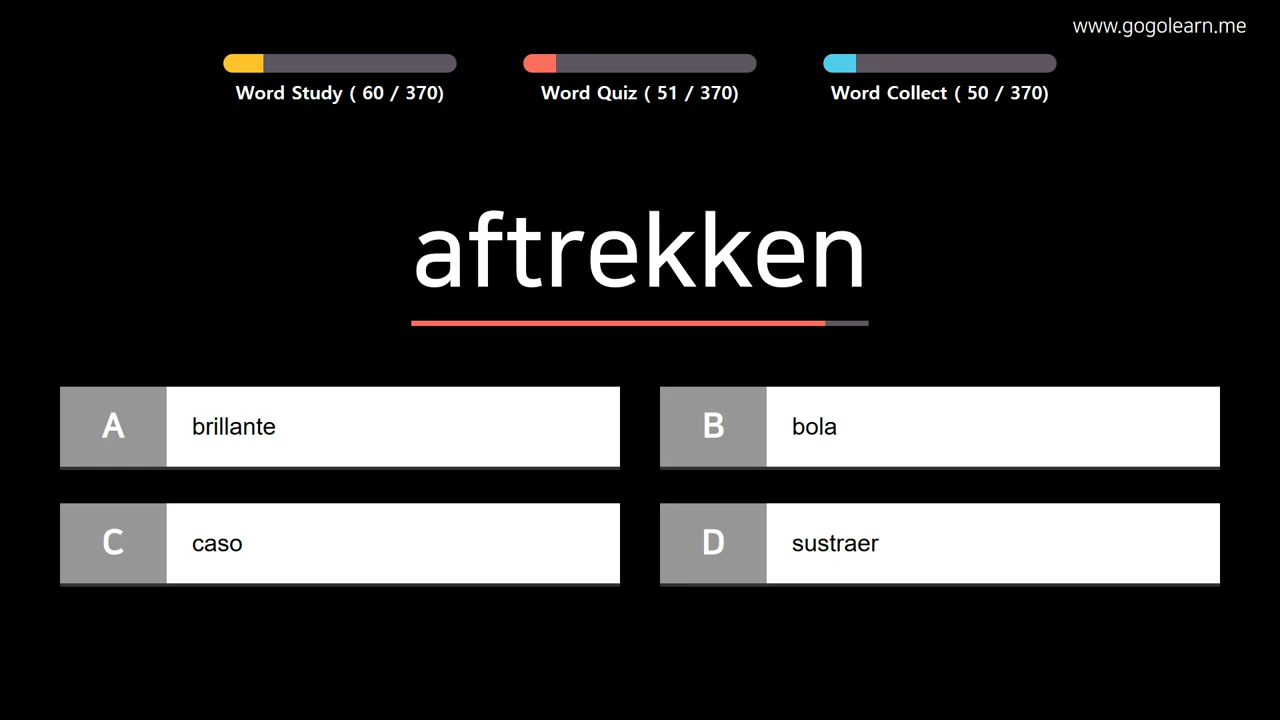 www.gogolearn.me
Word Study ( 60 / 370)
Word Quiz ( 51 / 370)
Word Collect ( 50 / 370)
aftrekken
A
brillante
B
bola
C
caso
D
sustraer